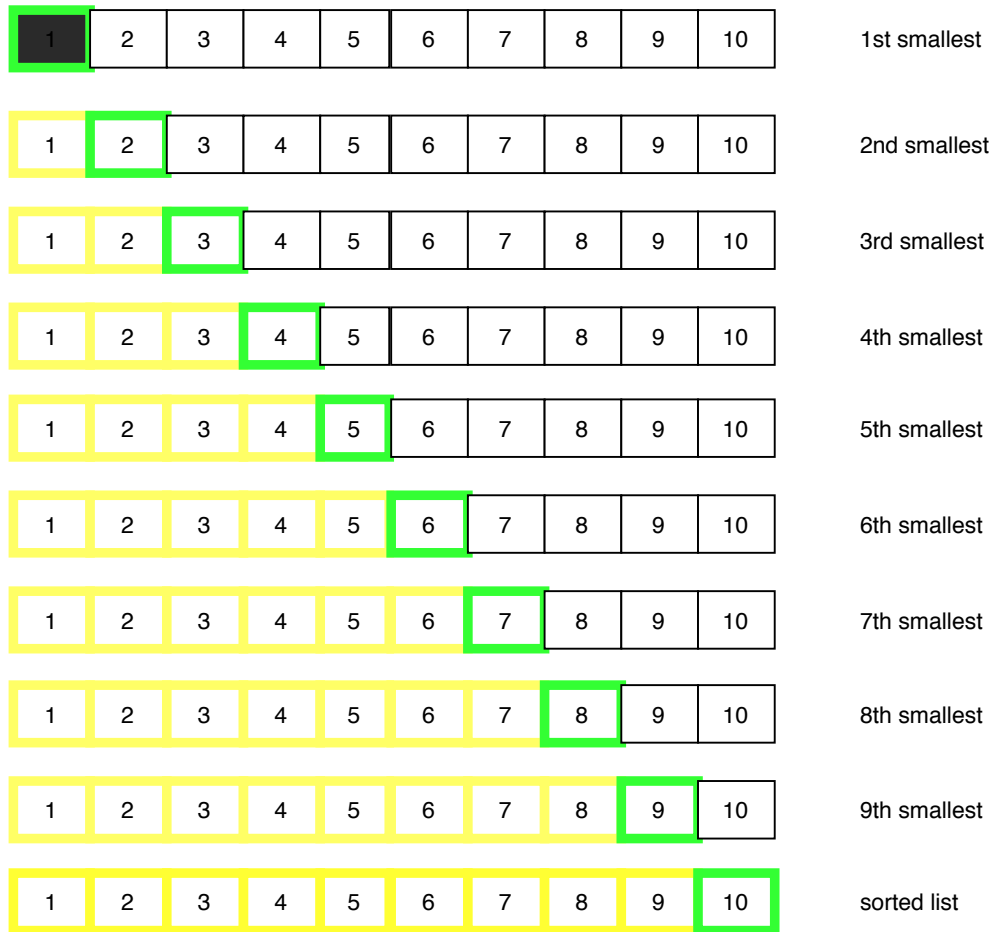 1 2 3 4 5 6 7 8 9 10 1st smallest
1 2 3 4 5 6 7 8 9 10 2nd smallest
1 2 3 4 5 6 7 8 9 10 3rd smallest
1 2 3 4 5 6 7 8 9 10 4th smallest
1 2 3 4 5 6 7 8 9 10 5th smallest
1 2 3 4 5 6 7 8 9 10 6th smallest
1 2 3 4 5 6 7 8 9 10 7th smallest
1 2 3 4 5 6 7 8 9 10 8th smallest
1 2 3 4 5 6 7 8 9 10 9th smallest
1 2 3 4 5 6 7 8 9 10 sorted list